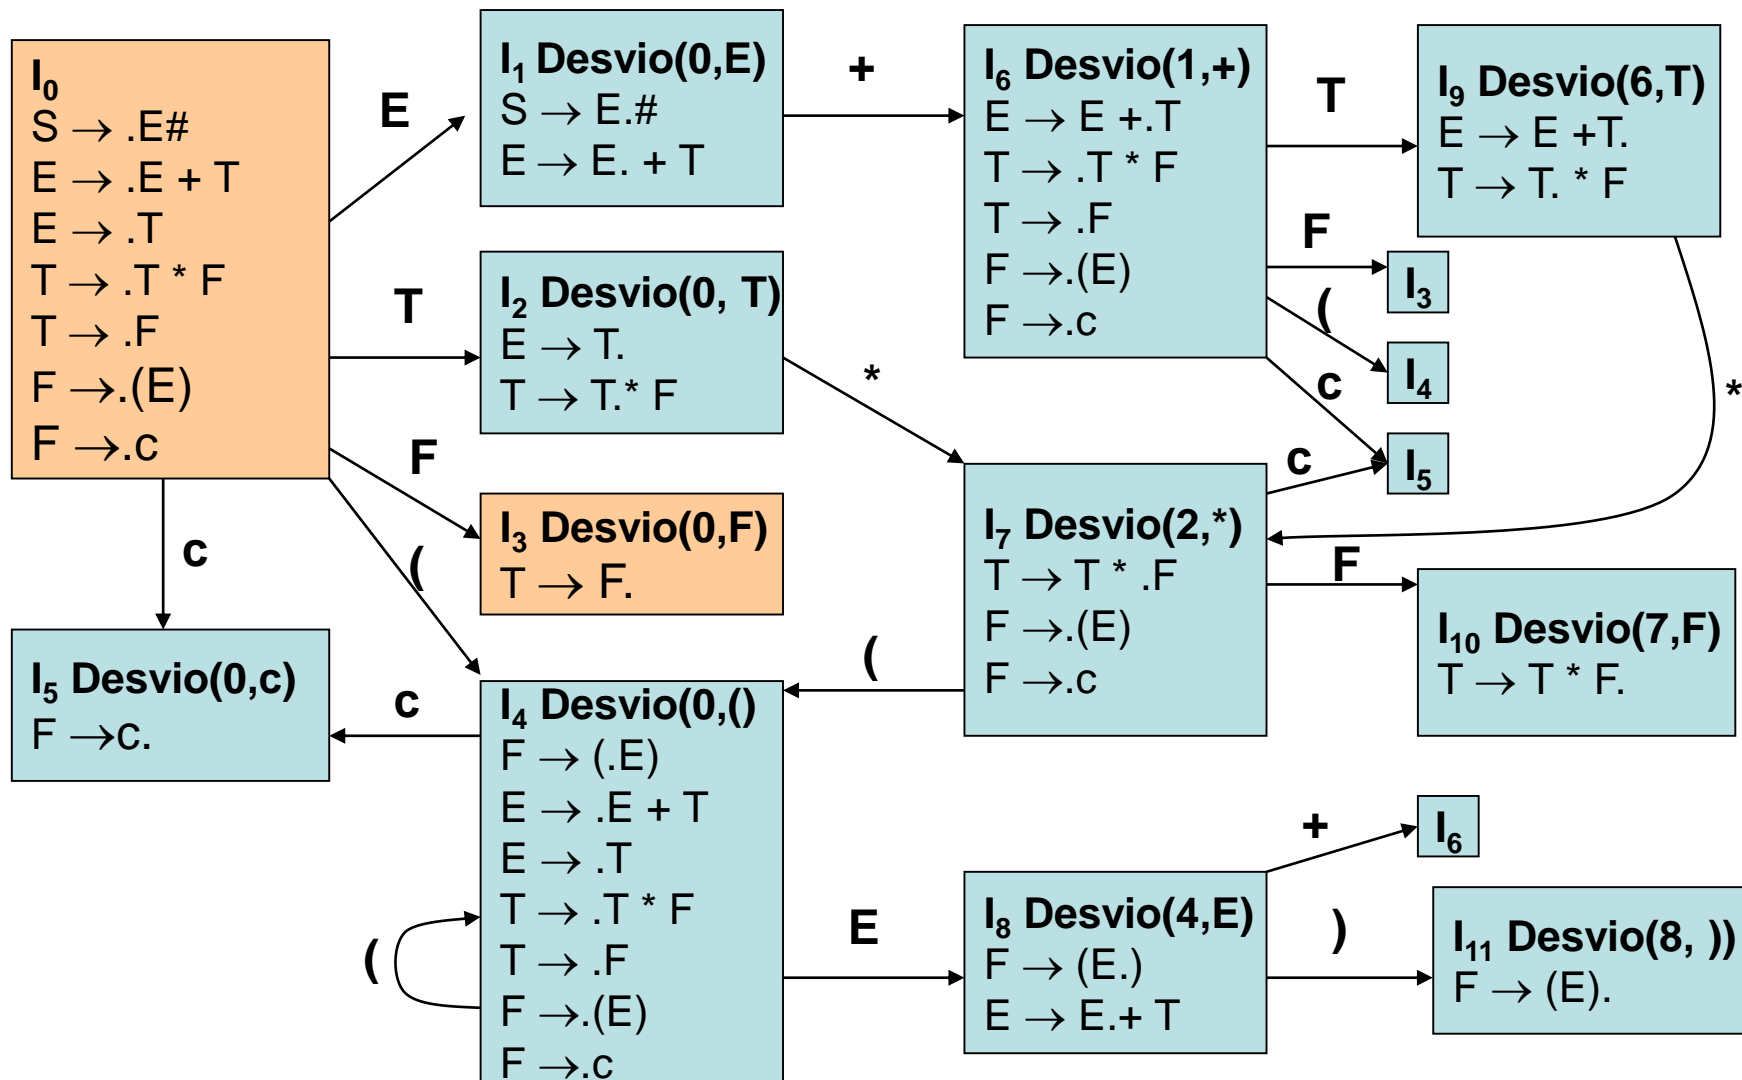 I₀
S → .E#
E → .E + T
E → .T
T → .T * F
T → .F
F →.(E)
F →.c
E
T
F
(
c
I₁ Desvio(0,E)
S → E.#
E → E. + T
+
I₂ Desvio(0, T)
E → T.
T → T.* F
*
I₃ Desvio(0,F)
T → F.
I₅ Desvio(0,c)
F →c.
c
I₄ Desvio(0,()
F → (.E)
E → .E + T
E → .T
T → .T * F
T → .F
F →.(E)
F →.c
(
E
I₆ Desvio(1,+)
E → E +.T
T → .T * F
T → .F
F →.(E)
F →.c
T
F
(
c
I₃
I₄
I₅
I₉ Desvio(6,T)
E → E +T.
T → T. * F
*
I₇ Desvio(2,*)
T → T * .F
F →.(E)
F →.c
c
F
(
I₁₀ Desvio(7,F)
T → T * F.
I₈ Desvio(4,E)
F → (E.)
E → E.+ T
+
)
I₆
I₁₁ Desvio(8, ))
F → (E).